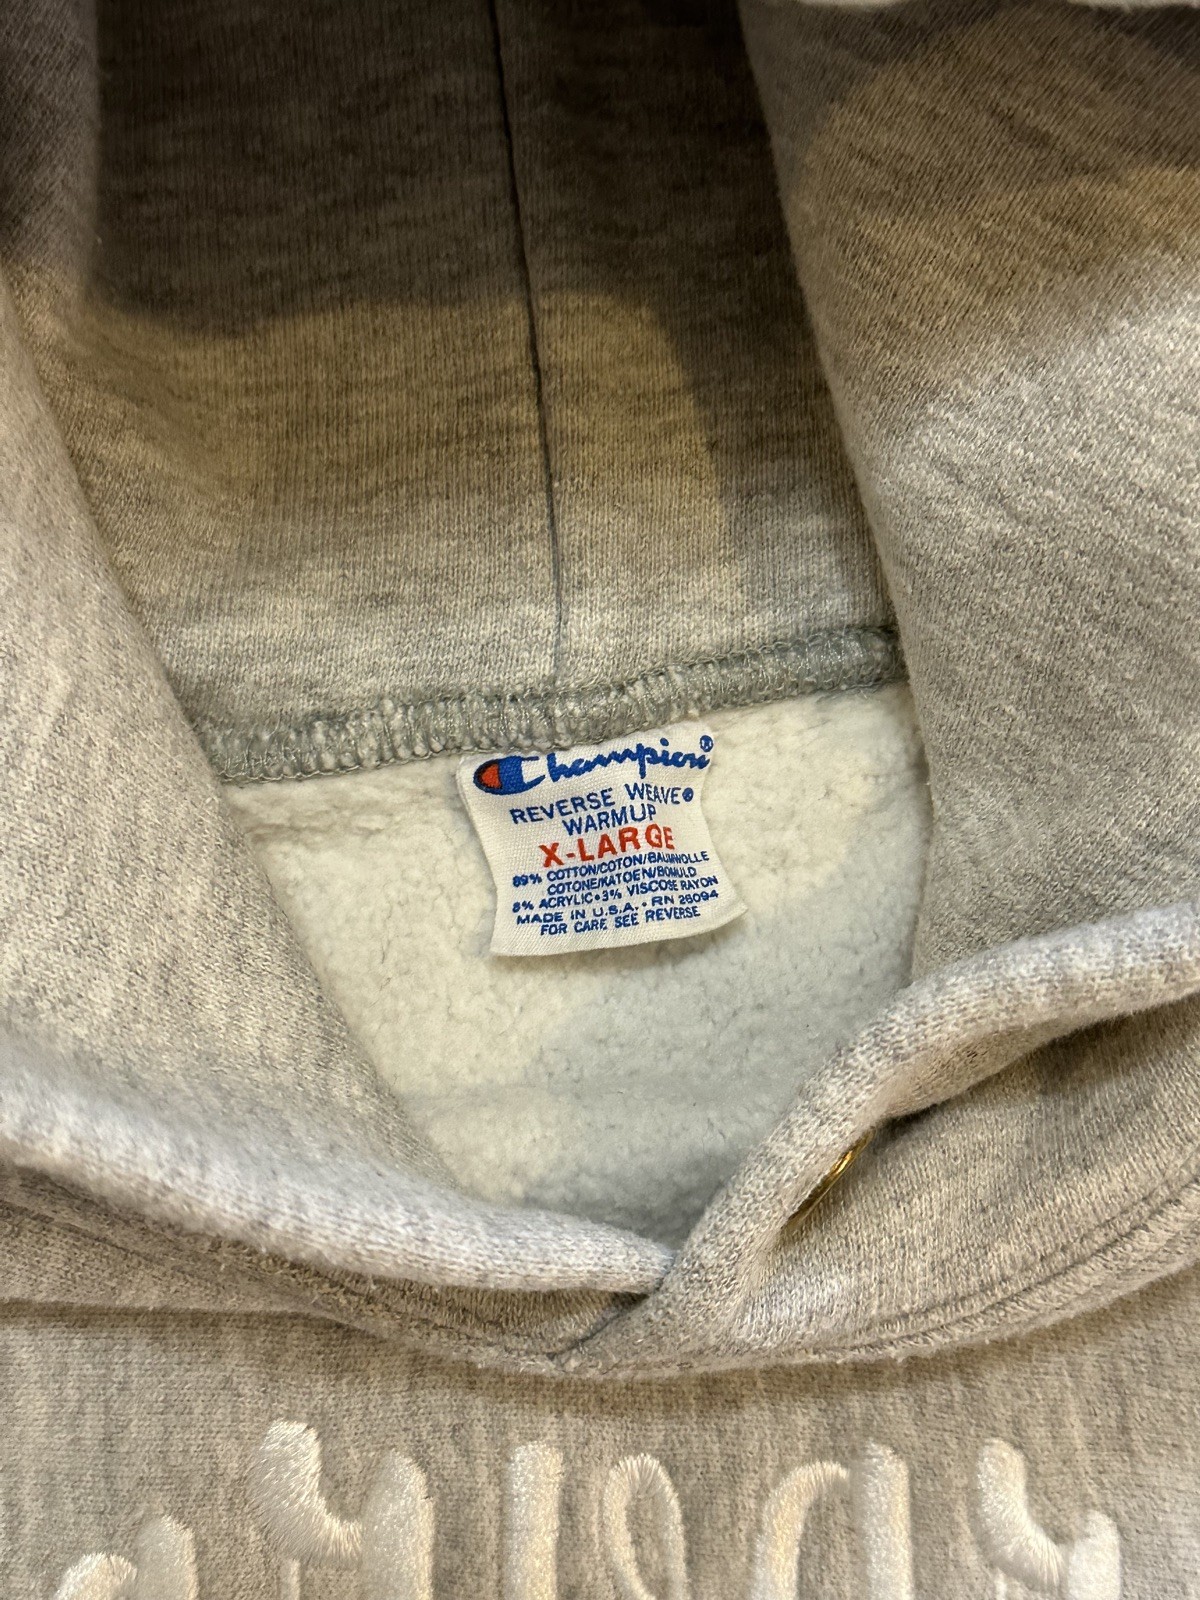 Champion®
REVERSE WEAVE®
WARMUP
X-LARGE
89% COTTON/COTON/BAUMWOLLE
COTONE/KATOEN/BOMULD
8% ACRYLIC•3% VISCOSE RAYON
MADE IN U.S.A.•RN 26094
FOR CARE SEE REVERSE